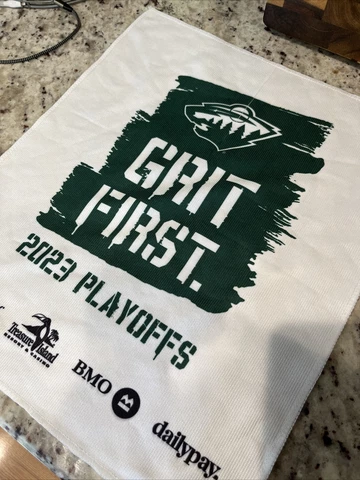 GRIT
FIRST.
2023 PLAYOFFS
Treasure Island
RESORT & CASINO
BMO
dailypay.